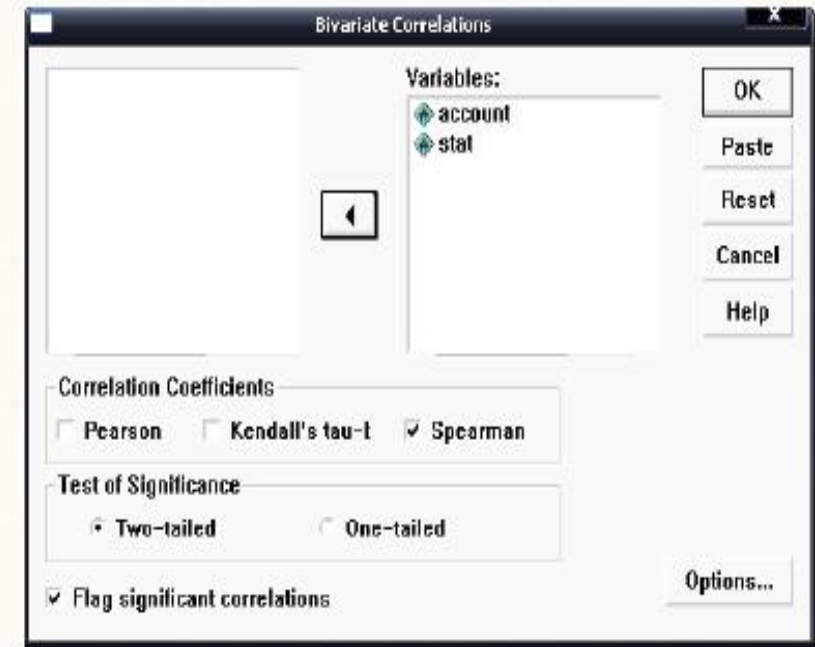 Bivariate Correlations
X
Variables:
account
stat
OK
Paste
Reset
Cancel
Help
Correlation Coefficients
Pearson Kendall's tau-t Spearman
Test of Significance
Two-tailed One-tailed
Flag significant correlations
Options...